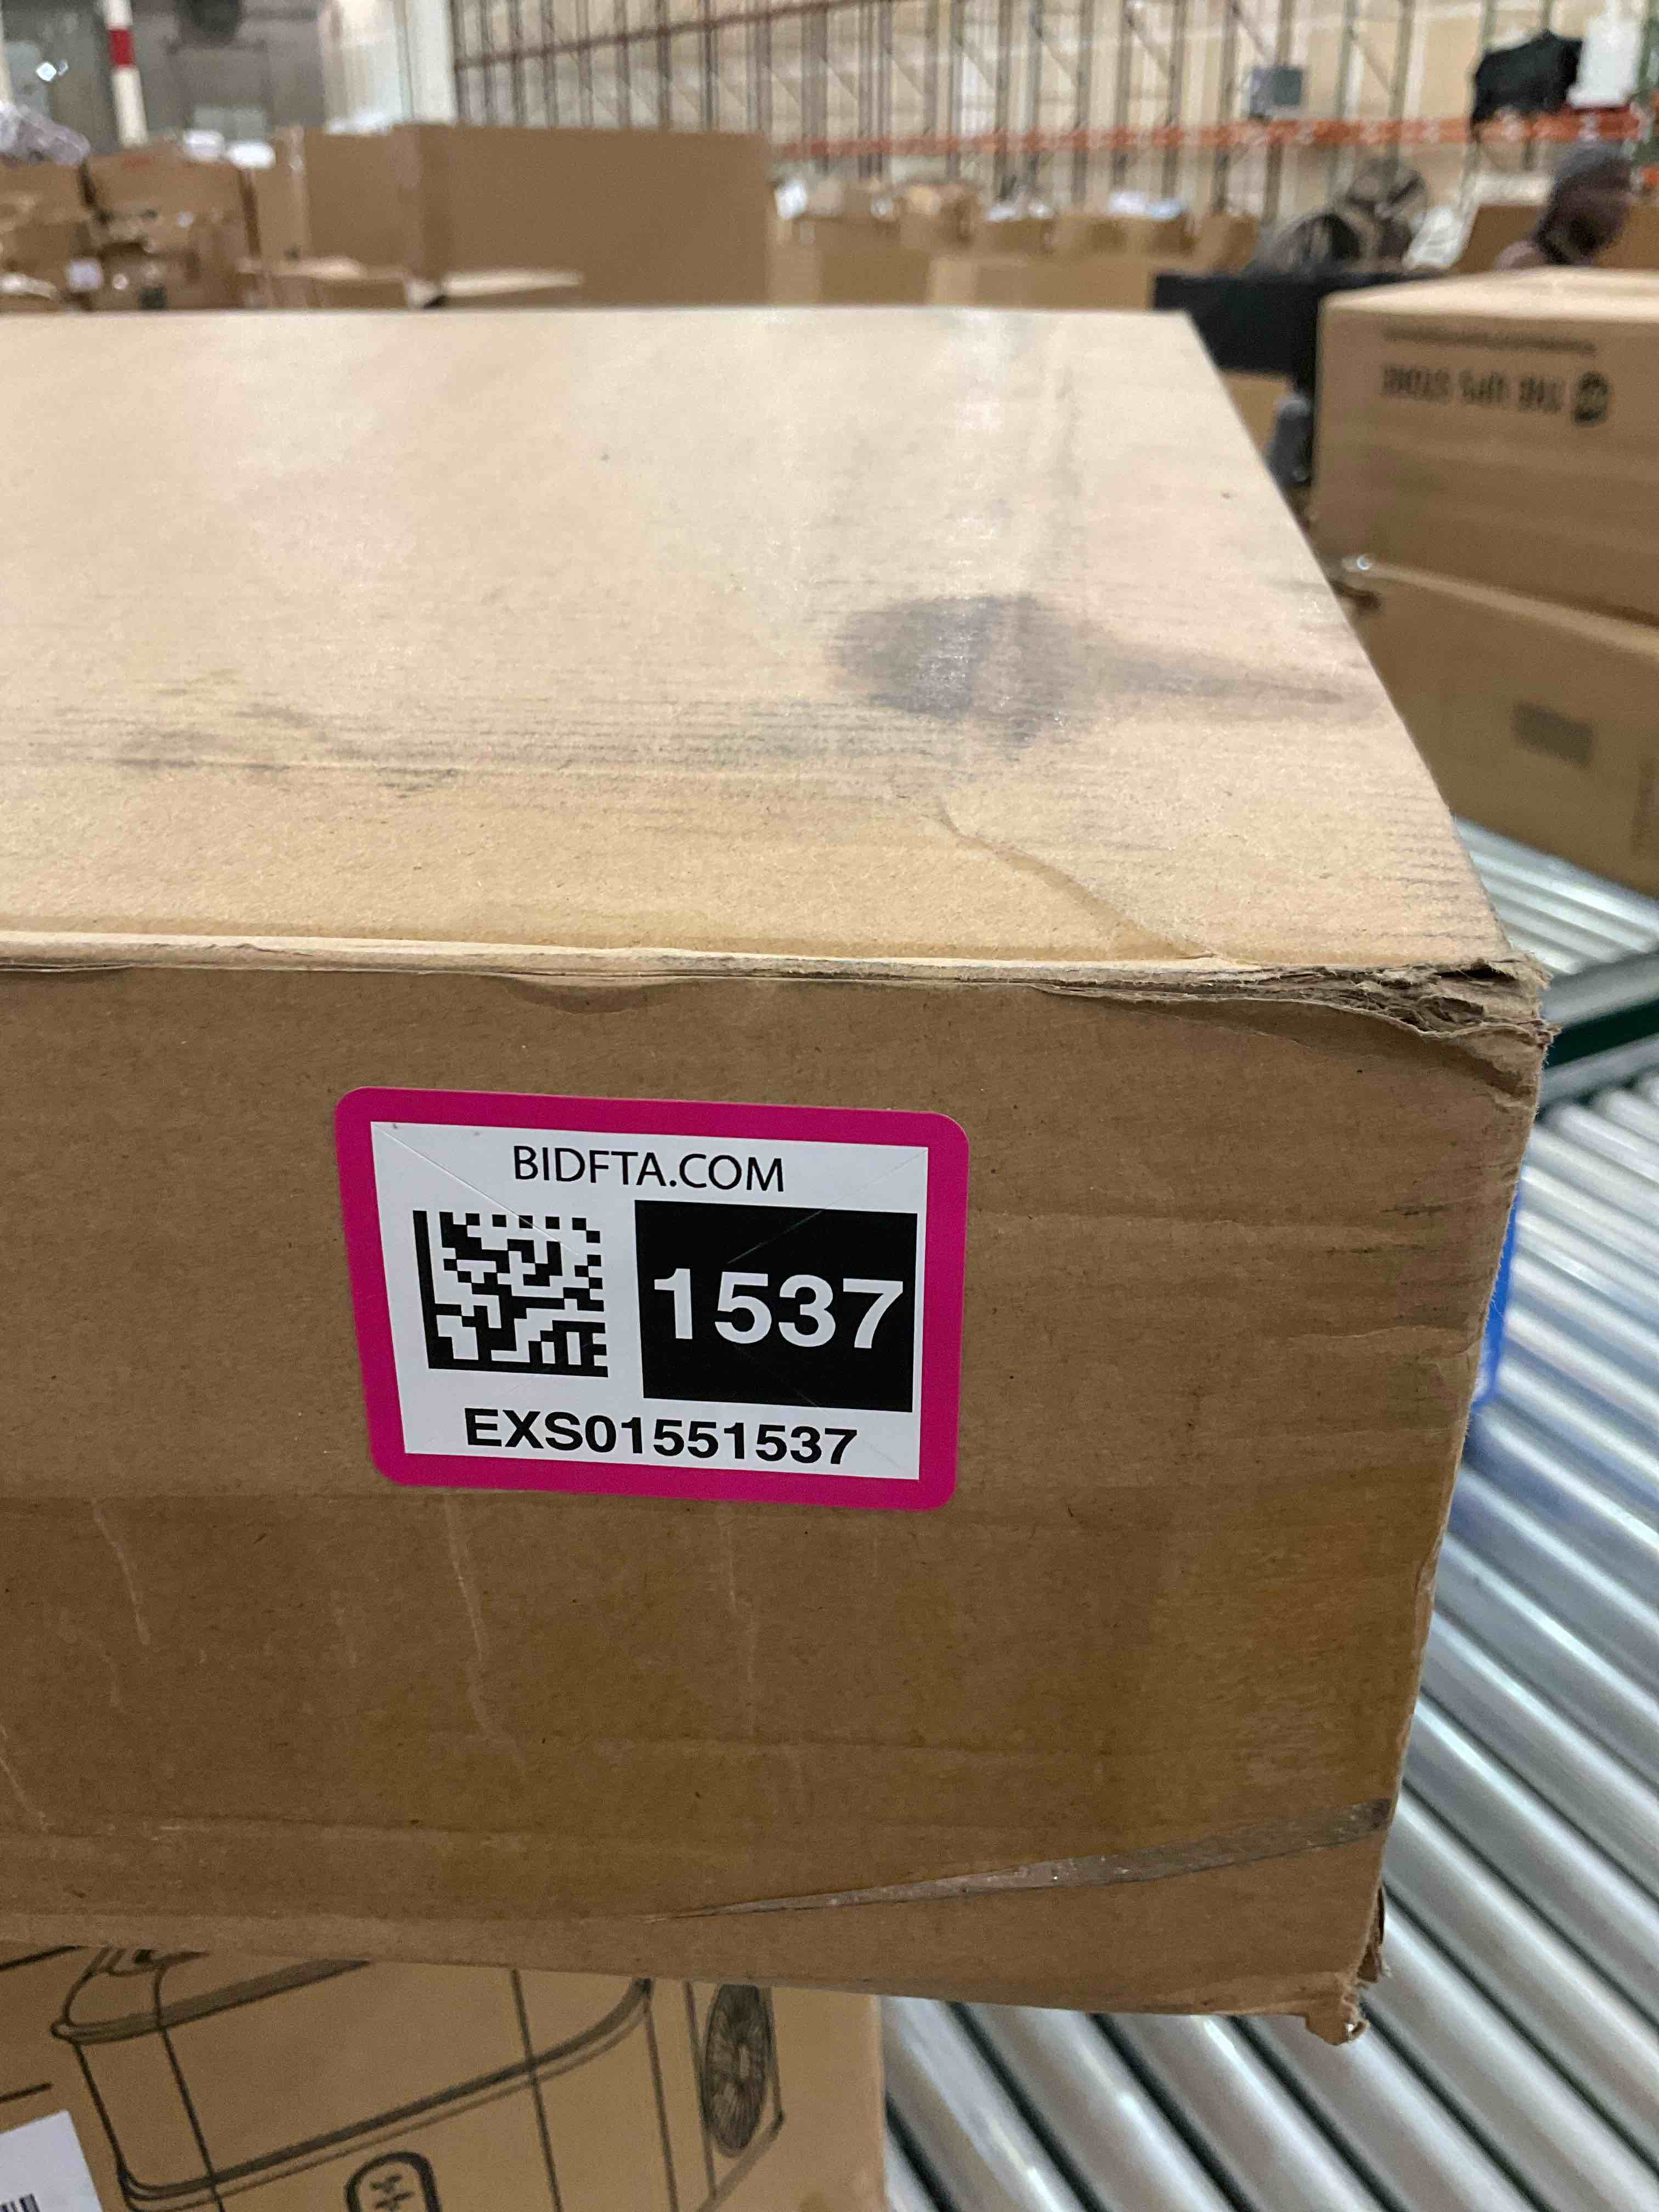 THE UPS STORE
BIDFTA.COM
1537
EXS01551537